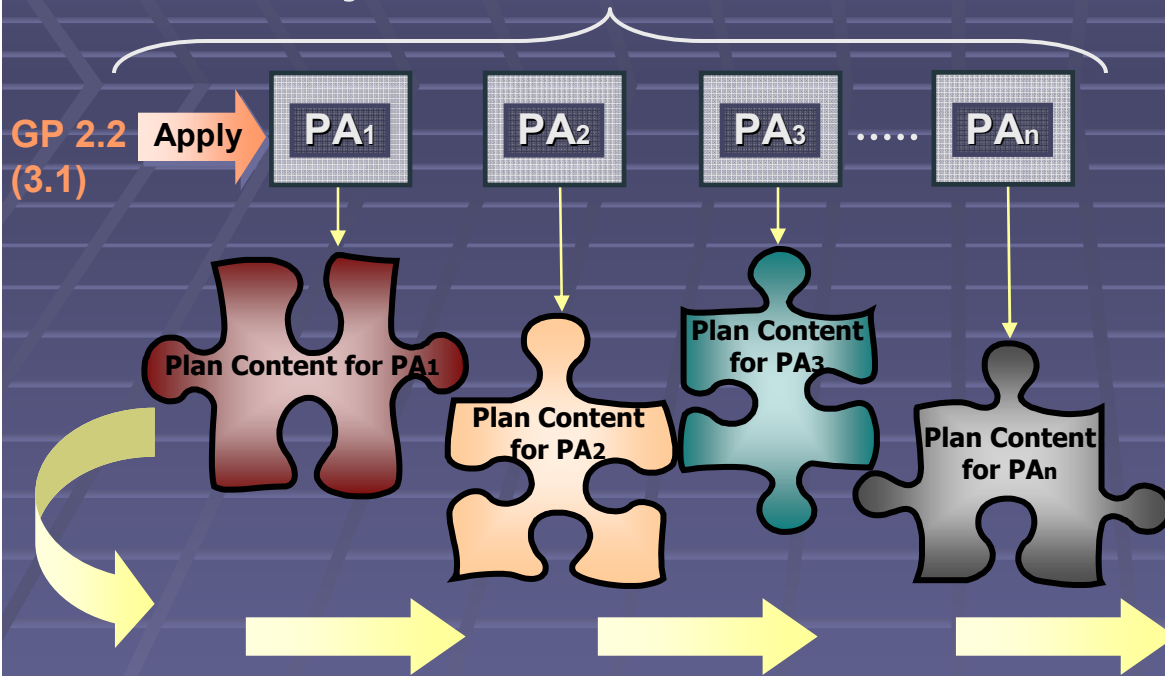 GP 2.2
(3.1)
Apply
PA1
PA2
PA3
.....
PAn
Plan Content for PA1
Plan Content
for PA2
Plan Content
for PA3
Plan Content
for PAn